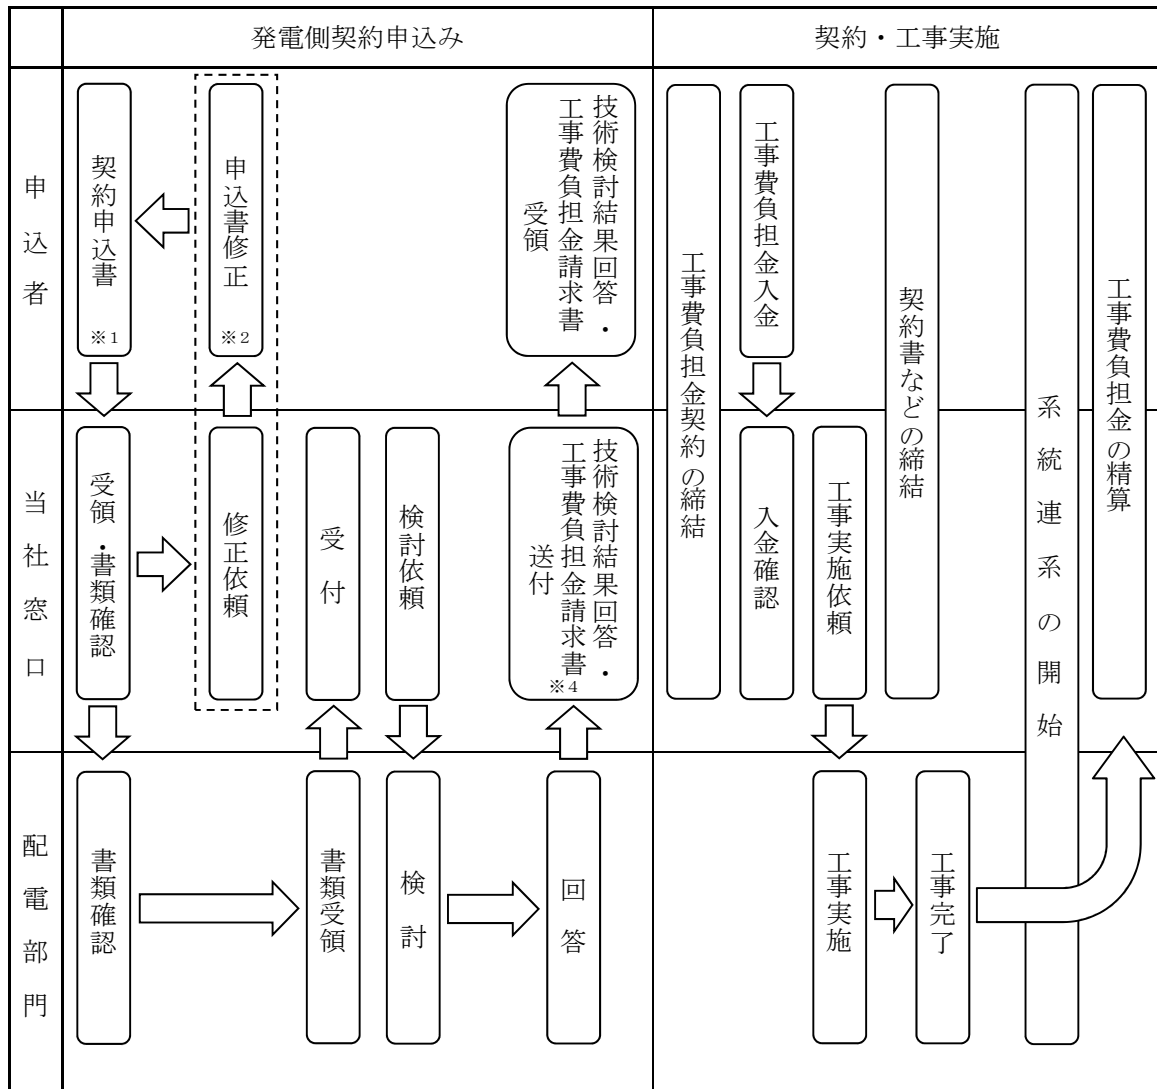 発電側契約申込み
契約・工事実施
申込者
契約申込書
※1
申込書修正
※2
技術検討結果回答・
工事費負担金請求書
受領
工事費負担金契約の締結
工事費負担金入金
契約書などの締結
系統連系の開始
工事費負担金の精算
当社窓口
受領・書類確認
修正依頼
受付
検討依頼
技術検討結果回答・
工事費負担金請求書
送付
※4
入金確認
工事実施依頼
配電部門
書類確認
書類受領
検討
回答
工事実施
工事完了